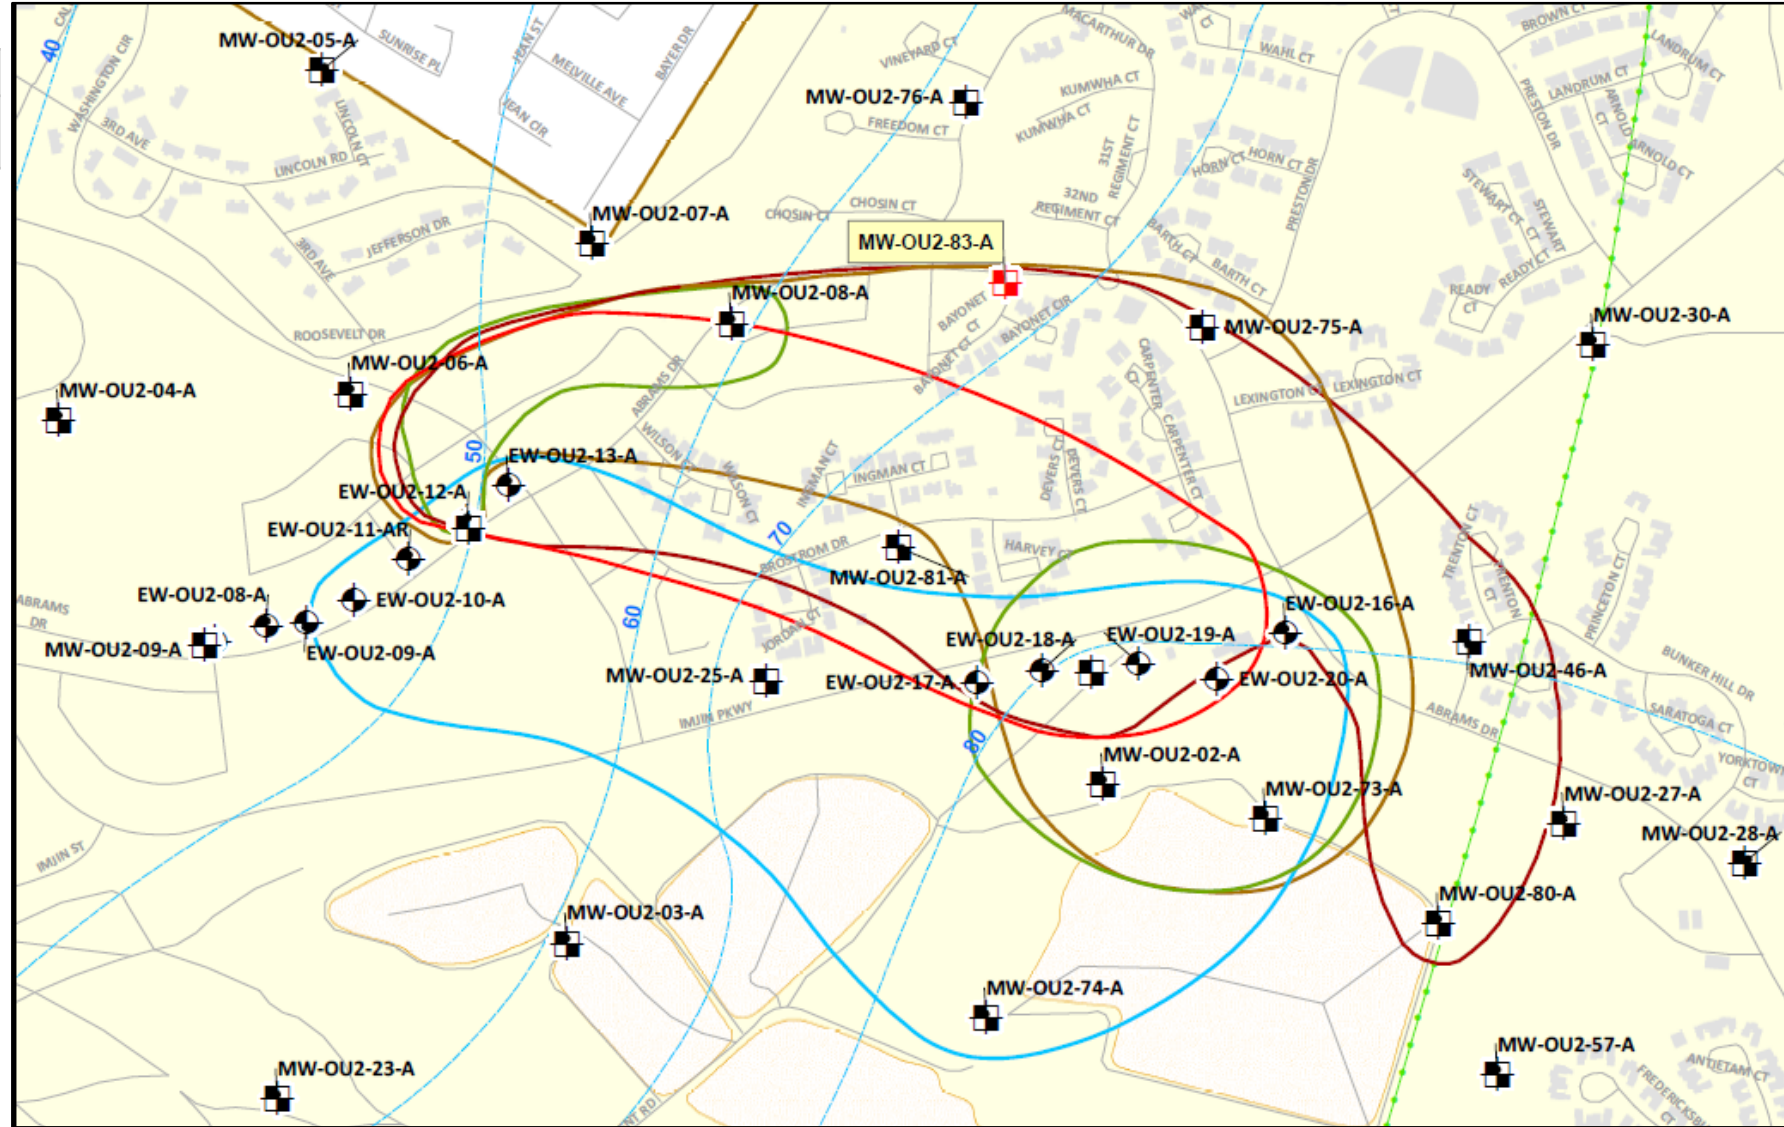 CAL
40
WASHINGTON CIR
MW-OU2-05-A
SUNRISE PL
JEAN ST
MELVILLE AVE
BAYER DR
JEAN CIR
3RD AVE
LINCOLN CT
LINCOLN RD
VINEYARD CT
MACARTHUR DR
WAHL CT
BROWN CT
LANDRUM CT
LANDRUM CT
MW-OU2-76-A
FREEDOM CT
KUMWHA CT
KUMWHA CT
31ST
REGIMENT CT
32ND
REGIMENT CT
HORN CT
HORN CT
PRESTON DR
PRESTON DR
ARNOLD
CT
ARNOLD CT
STEWART CT
STEWART
CT
READY CT
READY
CT
MW-OU2-07-A
CHOSIN CT
CHOSIN CT
JEFFERSON DR
3RD AVE
MW-OU2-83-A
BARTH CT
BARTH CT
MW-OU2-08-A
BAYONET
CT
BAYONET CIR
BAYONET CT
MW-OU2-75-A
MW-OU2-30-A
ROOSEVELT DR
MW-OU2-06-A
MW-OU2-04-A
ABRAMS DR
CARPENTER
CT
CARPENTER CT
LEXINGTON CT
LEXINGTON CT
50
EW-OU2-13-A
WILSON CT
WILSON CT
INGMAN CT
INGMAN CT
DEVERS CT
DEVERS CT
EW-OU2-12-A
EW-OU2-11-AR
70
BROSTROM DR
HARVEY CT
MW-OU2-81-A
TRENTON CT
TRENTON
CT
PRINCETON CT
ABRAMS
DR
EW-OU2-08-A
EW-OU2-10-A
60
JORDAN CT
EW-OU2-16-A
MW-OU2-09-A
EW-OU2-09-A
EW-OU2-18-A
EW-OU2-19-A
MW-OU2-25-A
EW-OU2-17-A
EW-OU2-20-A
MW-OU2-46-A
BUNKER HILL DR
IMJIN PKWY
80
ABRAMS DR
SARATOGA CT
YORKTOWN
CT
MW-OU2-02-A
MW-OU2-73-A
MW-OU2-27-A
MW-OU2-28-A
IMJIN ST
MW-OU2-80-A
MW-OU2-03-A
MW-OU2-74-A
MW-OU2-57-A
MW-OU2-23-A
ANTIETAM CT
CT
NT RD